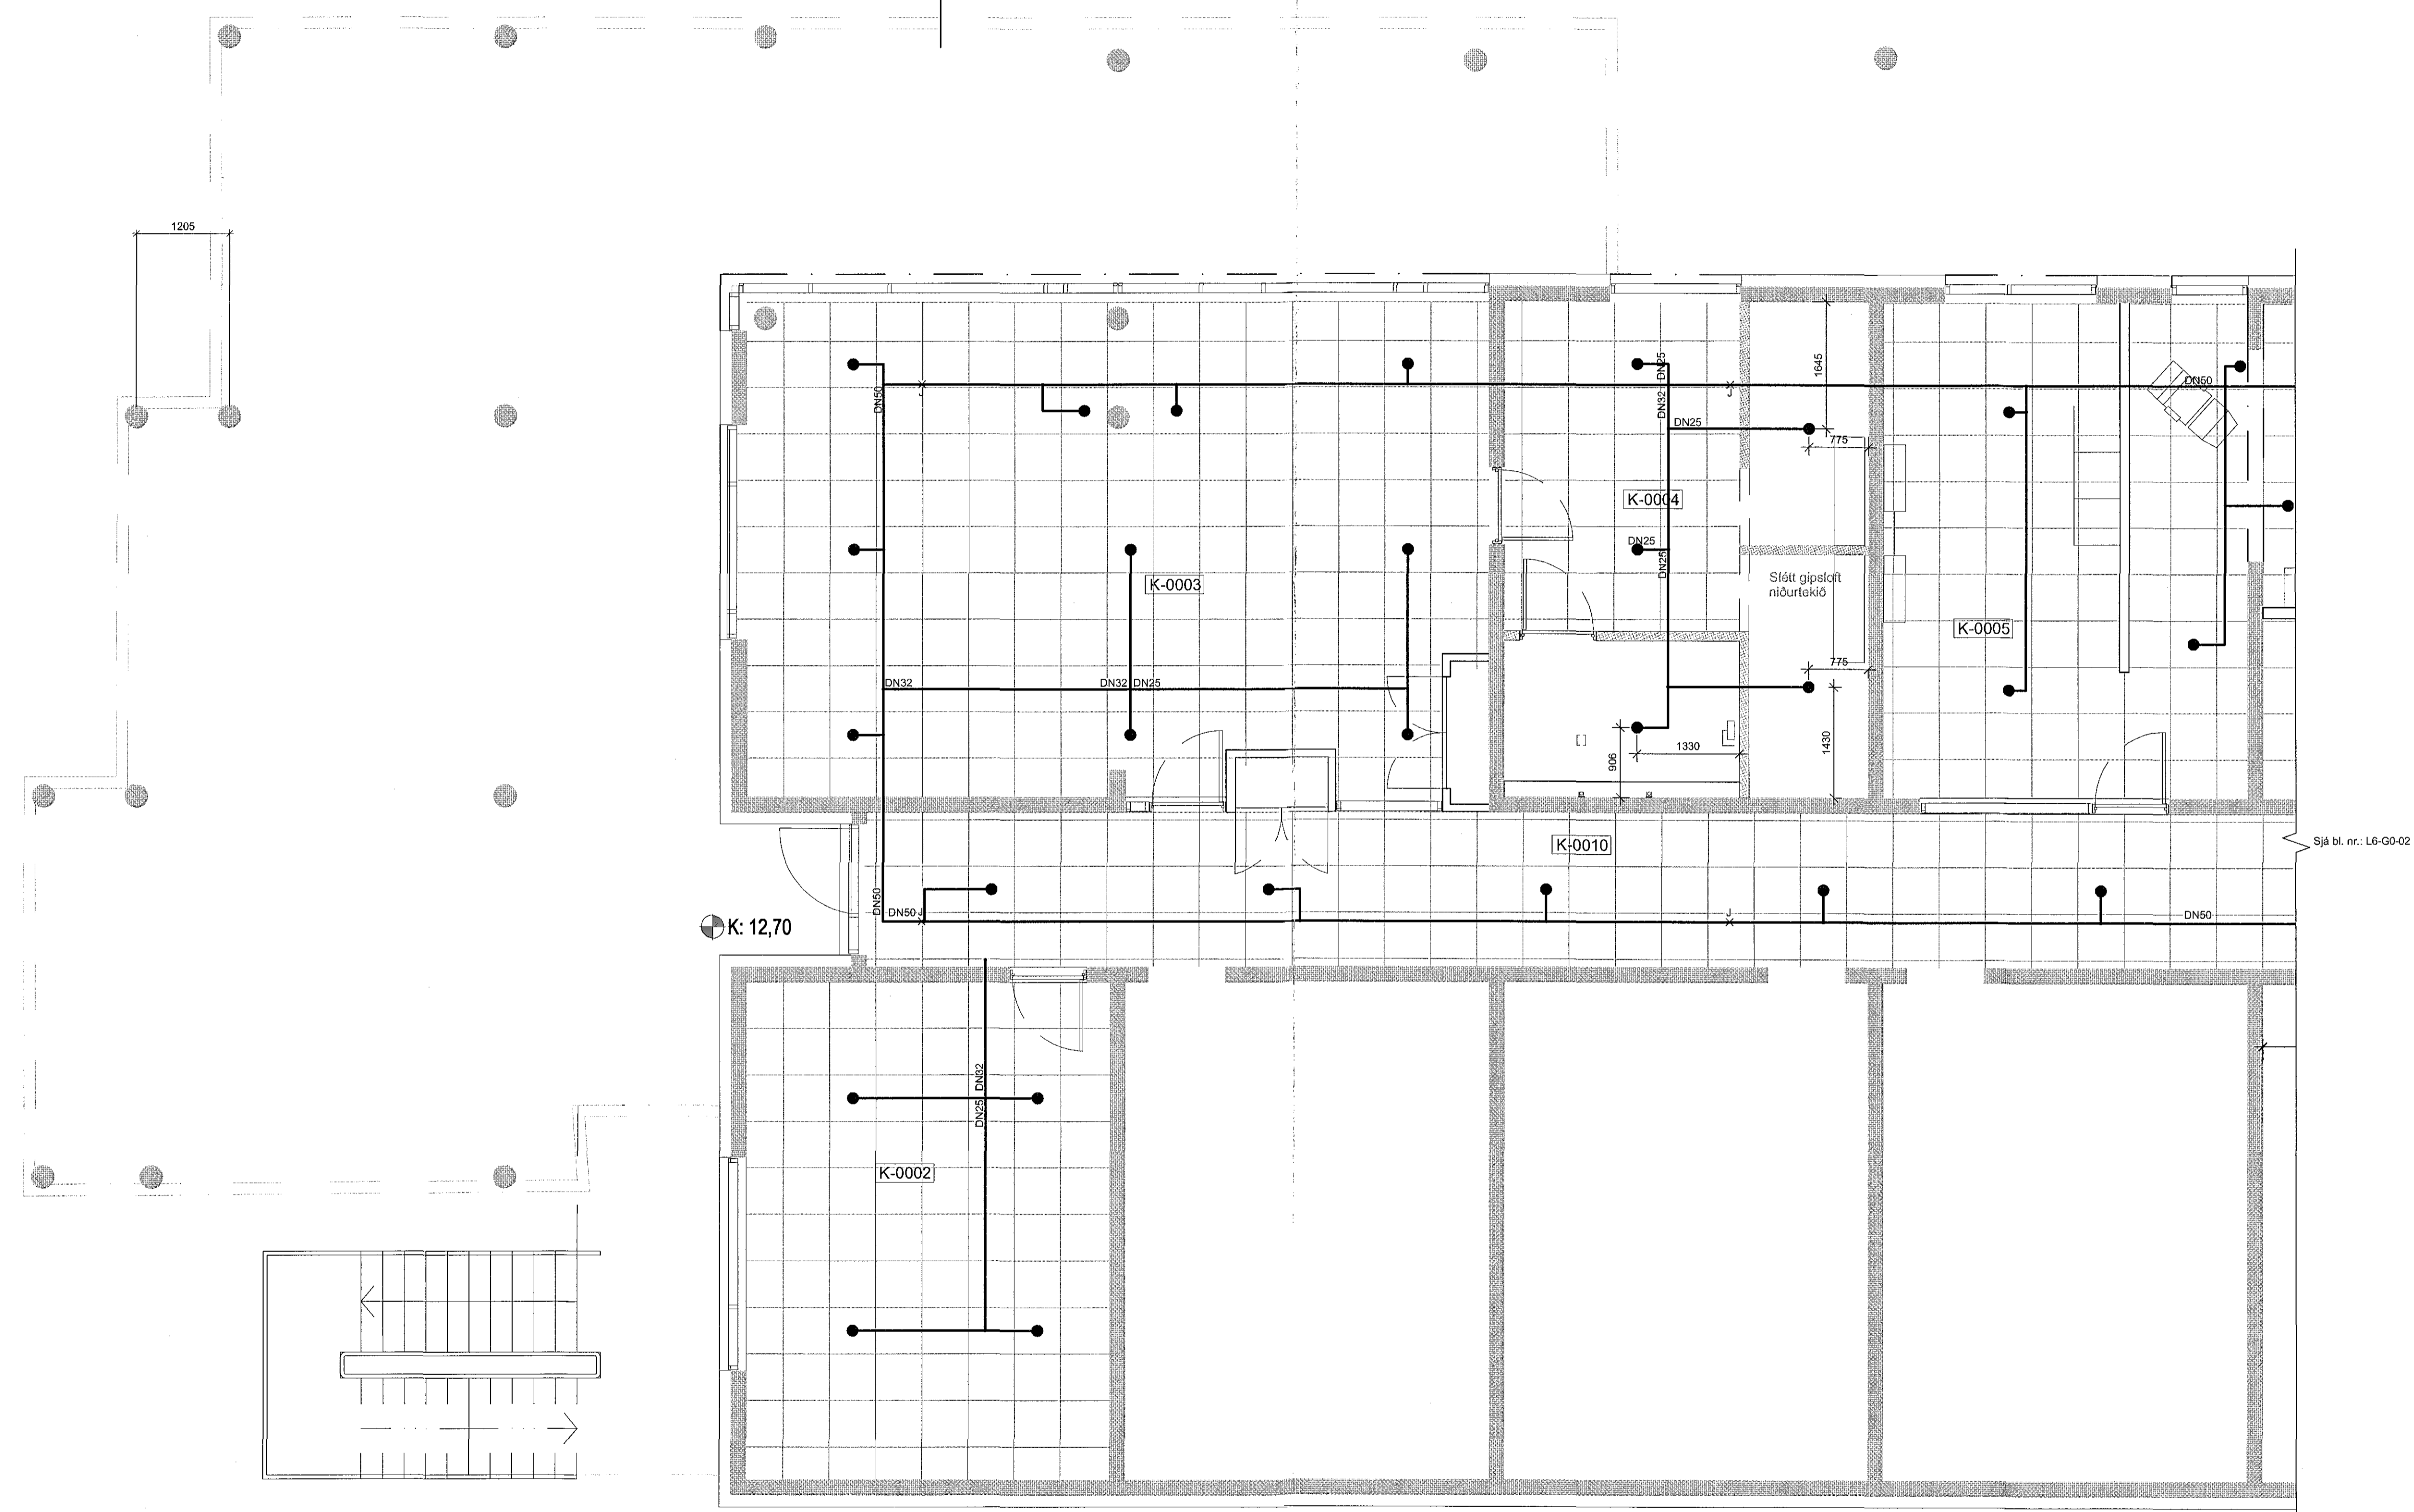 1205
DN50
J
J
DN25
DN32
DN25
1645
775
DN50
K-0004
DN25
DN25
K-0003
Slétt gipsloft
niðurtekið
K-0005
775
DN32
DN32
DN25
1330
906
1430
K-0010
Sjá bl. nr.: L6-G0-02
DN50
DN50
J
J
DN50
K: 12,70
DN32
DN25
K-0002